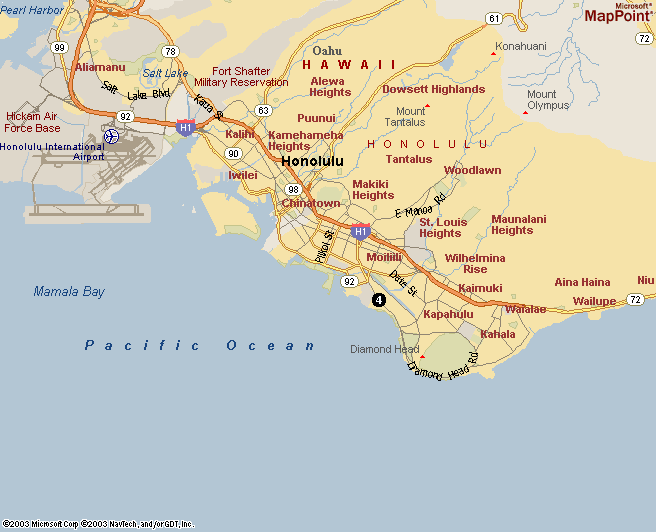 Pearl Harbor
Microsoft®
MapPoint®
61
72
99
78
Oahu
Konahuani
Aliamanu
Salt Lake
Fort Shafter
Military Reservation
H A W A I I
Alewa
Heights
Dowsett Highlands
Salt Lake Blvd
Kaua St
63
Mount
Tantalus
Mount
Olympus
Hickam Air
Force Base
92
H1
Puunui
Honolulu International
Airport
Kalihi
Kamehameha
Heights
H O N O L U L U
90
Honolulu
Tantalus
Woodlawn
Iwilei
98
Makiki
Heights
Chinatown
E Manoa Rd
St. Louis
Heights
Maunalani
Heights
Piikoi St
H1
Moiliili
Wilhelmina
Rise
Mamala Bay
92
Date St
Kaimuki
Aina Haina
Niu
4
Wailupe
72
Kapahulu
Waialae
Kahala
Pacific Ocean
Diamond Head
Diamond Head Rd
©2003 Microsoft Corp ©2003 NavTech, and/or GDT, Inc.